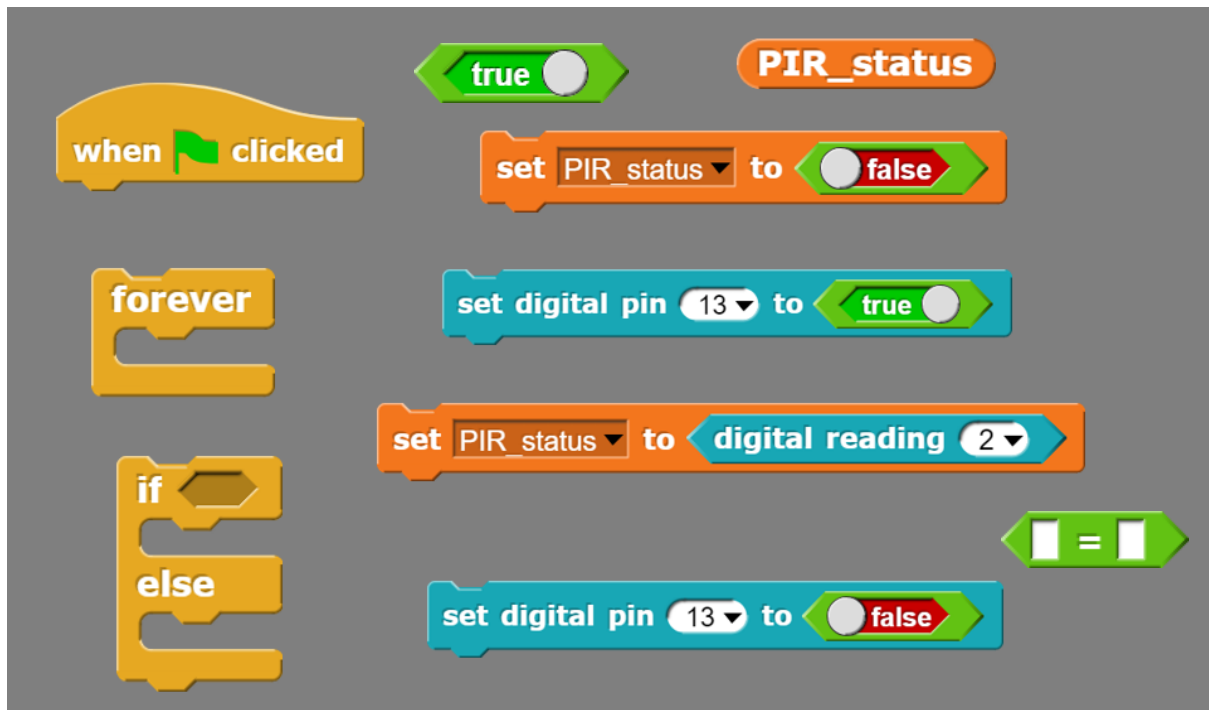 true
PIR_status
when clicked
set PIR_status to false
forever
set digital pin 13 to true
set PIR_status to digital reading 2
if
=
else
set digital pin 13 to false